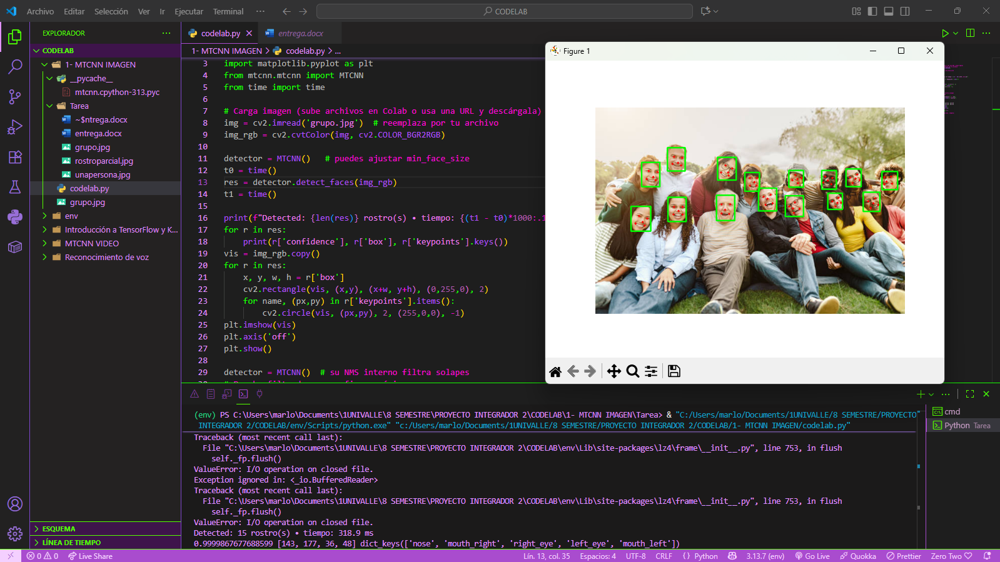 Archivo Editar Selección Ver Ir Ejecutar Terminal ··· CODELAB
EXPLORADOR ···
CODELAB
1- MTCNN IMAGEN
__pycache__
mtcnn.cpython-313.pyc
Tarea
~$ntrega.docx
entrega.docx
grupo.jpg
rostroparcial.jpg
unapersona.jpg
codelab.py
grupo.jpg
env
Introducción a TensorFlow y K...
MTCNN VIDEO
Reconocimiento de voz
ESQUEMA
LÍNEA DE TIEMPO
codelab.py entrega.docx
1- MTCNN IMAGEN > codelab.py > ...
3 import matplotlib.pyplot as plt
4 from mtcnn.mtcnn import MTCNN
5 from time import time
6
7 # Carga imagen (sube archivos en Colab o usa una URL y descárgala)
8 img = cv2.imread('grupo.jpg')  # reemplaza por tu archivo
9 img_rgb = cv2.cvtColor(img, cv2.COLOR_BGR2RGB)
10
11 detector = MTCNN()   # puedes ajustar min_face_size
12 t0 = time()
13 res = detector.detect_faces(img_rgb)
14 t1 = time()
15
16 print(f"Detected: {len(res)} rostro(s) • tiempo: {(t1 - t0)*1000:.1
17 for r in res:
18     print(r['confidence'], r['box'], r['keypoints'].keys())
19 vis = img_rgb.copy()
20 for r in res:
21     x, y, w, h = r['box']
22     cv2.rectangle(vis, (x,y), (x+w, y+h), (0,255,0), 2)
23     for name, (px,py) in r['keypoints'].items():
24         cv2.circle(vis, (px,py), 2, (255,0,0), -1)
25 plt.imshow(vis)
26 plt.axis('off')
27 plt.show()
28
29 detector = MTCNN()  # su NMS interno filtra solapes
Figure 1
(env) PS C:\Users\marlo\Documents\1UNIVALLE\8 SEMESTRE\PROYECTO INTEGRADOR 2\CODELAB\1- MTCNN IMAGEN\Tarea> & "C:/Users/marlo/Documents/1UNIVALLE/8 SEMESTRE/PROYECTO
INTEGRADOR 2/CODELAB/env/Scripts/python.exe" "c:/Users/marlo/Documents/1UNIVALLE/8 SEMESTRE/PROYECTO INTEGRADOR 2/CODELAB/1- MTCNN IMAGEN/codelab.py"
Traceback (most recent call last):
File "C:\Users\marlo\Documents\1UNIVALLE\8 SEMESTRE\PROYECTO INTEGRADOR 2\CODELAB\env\Lib\site-packages\lz4\frame\__init__.py", line 753, in flush
self._fp.flush()
ValueError: I/O operation on closed file.
Exception ignored in: <_io.BufferedReader>
Traceback (most recent call last):
File "C:\Users\marlo\Documents\1UNIVALLE\8 SEMESTRE\PROYECTO INTEGRADOR 2\CODELAB\env\Lib\site-packages\lz4\frame\__init__.py", line 753, in flush
self._fp.flush()
ValueError: I/O operation on closed file.
Detected: 15 rostro(s) • tiempo: 318.9 ms
0.9999867677688599 [143, 177, 36, 48] dict_keys(['nose', 'mouth_right', 'right_eye', 'left_eye', 'mouth_left'])
cmd
Python Tarea
0 0 Live Share Lín. 13, col. 35 Espacios: 4 UTF-8 CRLF {} Python 3.13.7 (env) Go Live Quokka Prettier Zero Two